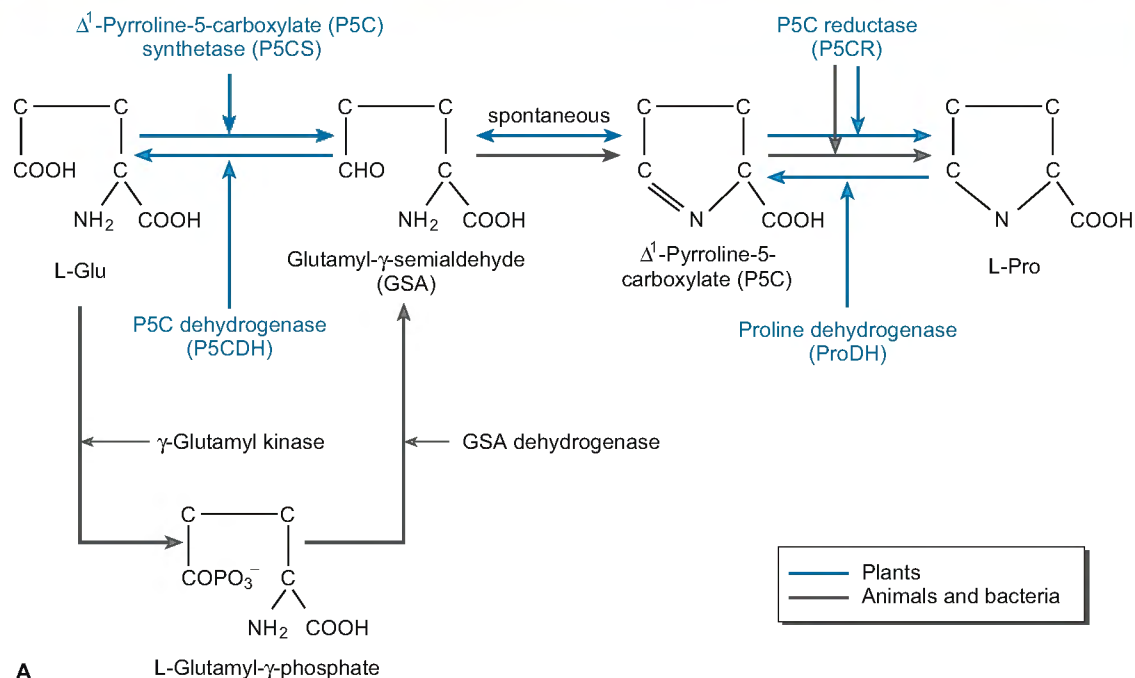 Δ¹-Pyrroline-5-carboxylate (P5C)
synthetase (P5CS)
P5C reductase
(P5CR)
C C
COOH C
NH₂ COOH
L-Glu
C C
CHO C
NH₂ COOH
Glutamyl-γ-semialdehyde
(GSA)
spontaneous
C C
C C
N COOH
Δ¹-Pyrroline-5-
carboxylate (P5C)
C C
C C
N COOH
L-Pro
P5C dehydrogenase
(P5CDH)
Proline dehydrogenase
(ProDH)
γ-Glutamyl kinase
GSA dehydrogenase
C C
COPO₃⁻ C
NH₂ COOH
L-Glutamyl-γ-phosphate
Plants
Animals and bacteria
A